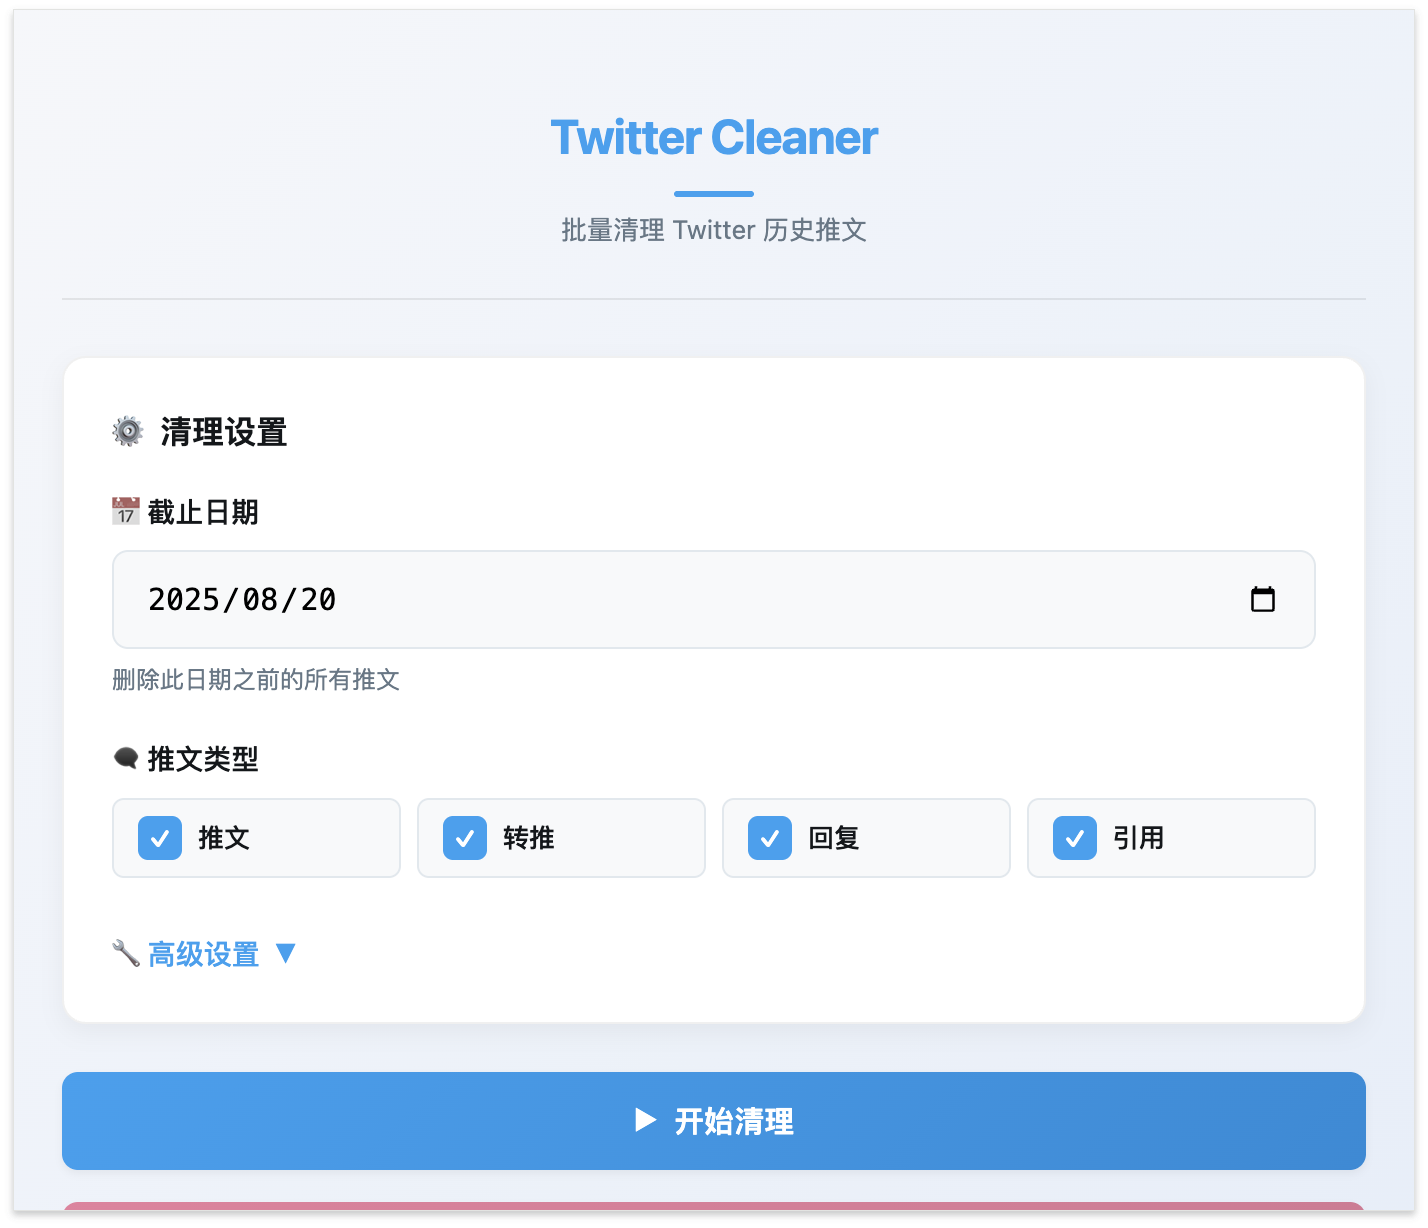 Twitter Cleaner
批量清理 Twitter 历史推文
清理设置
17 截止日期
2025/08/20
删除此日期之前的所有推文
推文类型
推文
转推
回复
引用
高级设置 ▼
▶ 开始清理